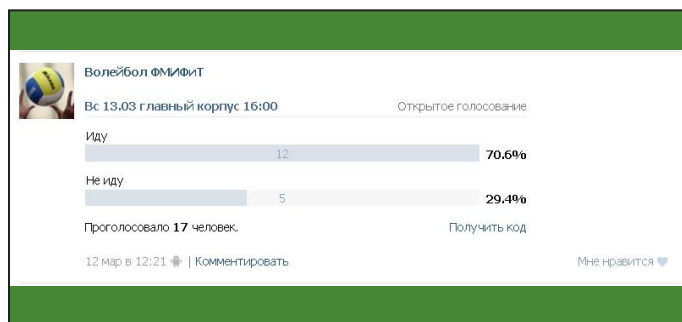 Волейбол ФМИФиТ
Вс 13.03 главный корпус 16:00 Открытое голосование
Иду
12 70.6%
Не иду
5 29.4%
Проголосовало 17 человек. Получить код
12 мар в 12:21 | Комментировать Мне нравится